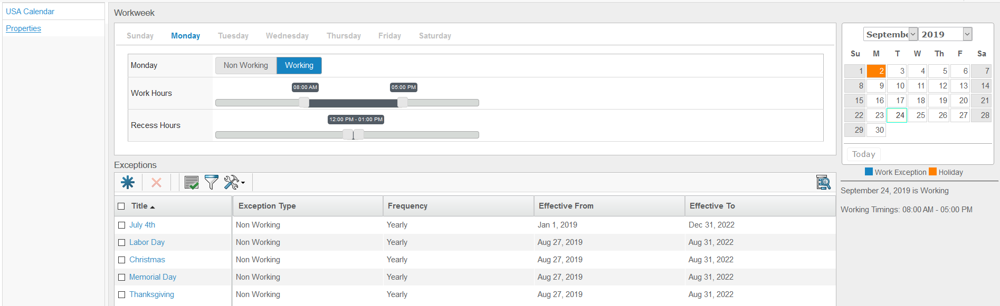 USA Calendar
Properties
Workweek
Sunday Monday Tuesday Wednesday Thursday Friday Saturday
Monday Non Working Working
08:00 AM 05:00 PM
Work Hours
12:00 PM - 01:00 PM
Recess Hours
Exceptions
Title Exception Type Frequency Effective From Effective To
July 4th Non Working Yearly Jan 1, 2019 Dec 31, 2022
Labor Day Non Working Yearly Aug 27, 2019 Aug 31, 2022
Christmas Non Working Yearly Aug 27, 2019 Aug 31, 2022
Memorial Day Non Working Yearly Aug 27, 2019 Aug 31, 2022
Thanksgiving Non Working Yearly Aug 27, 2019 Aug 31, 2022
Septembe 2019
Su M T W Th F Sa
1 2 3 4 5 6 7
8 9 10 11 12 13 14
15 16 17 18 19 20 21
22 23 24 25 26 27 28
29 30
Today
Work Exception Holiday
September 24, 2019 is Working
Working Timings: 08:00 AM - 05:00 PM